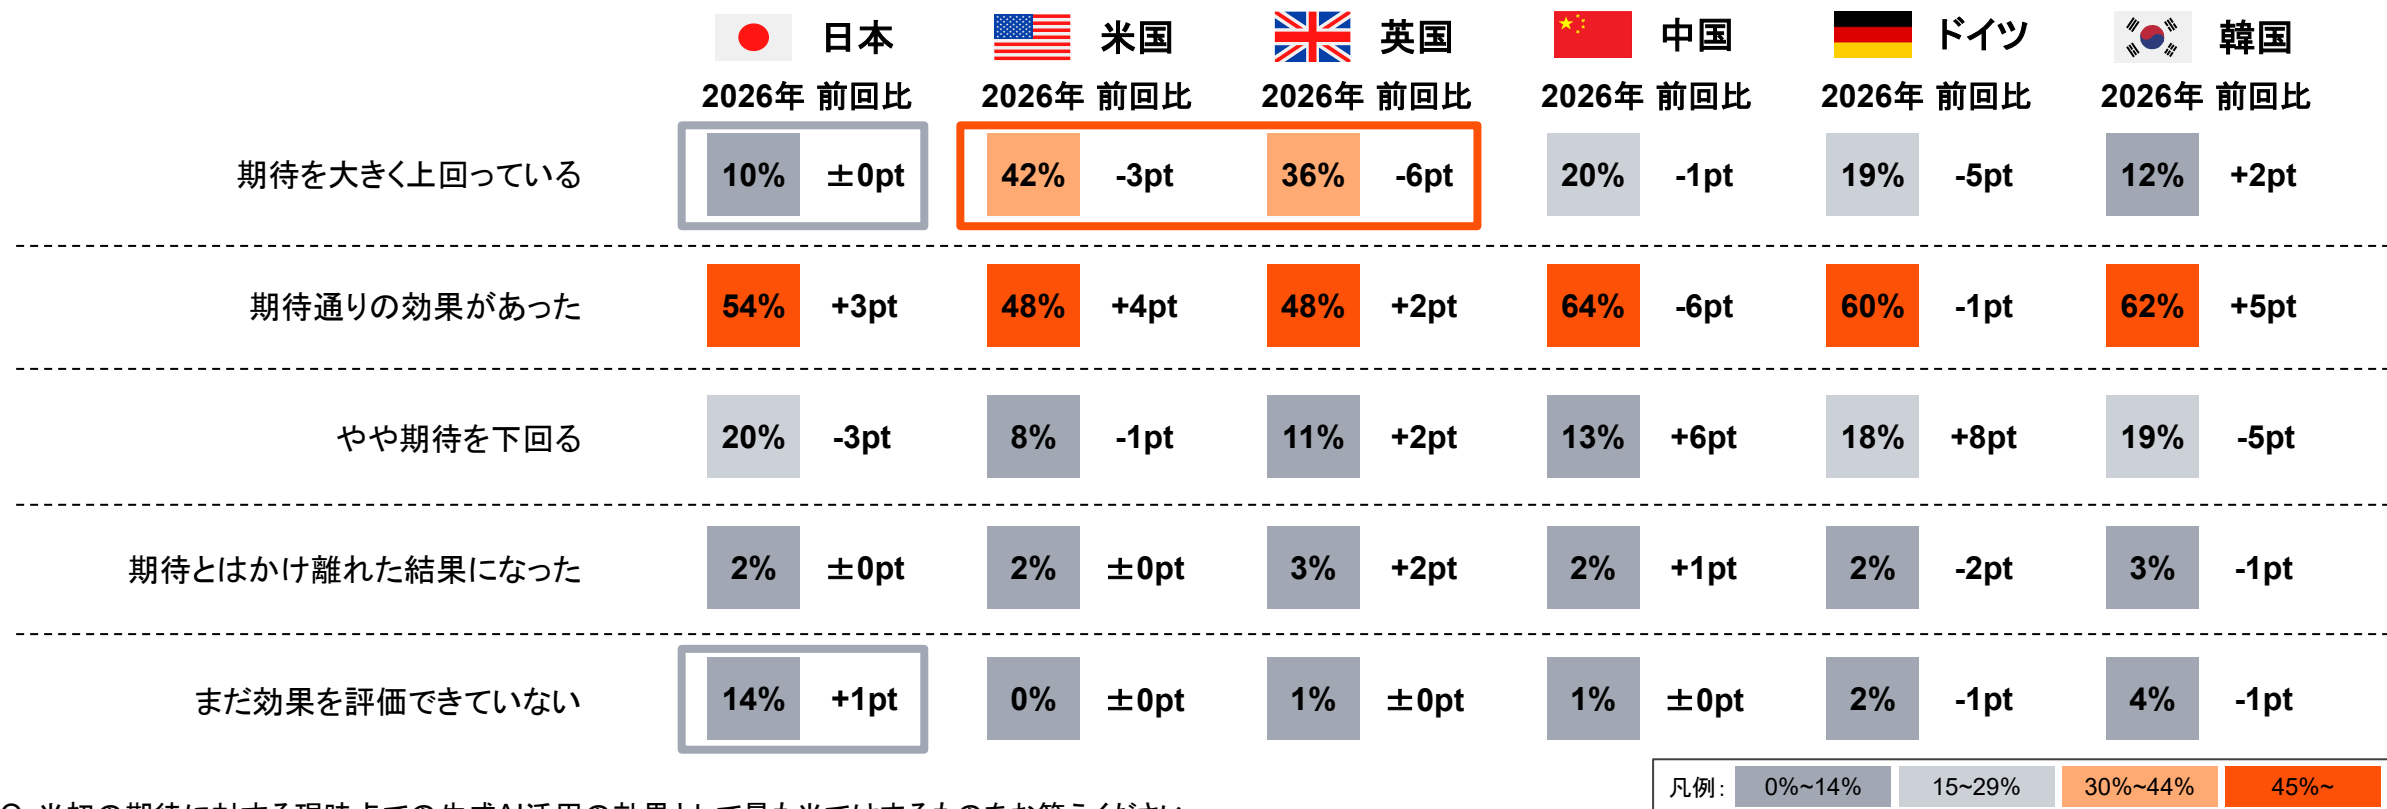 日本 米国 英国 中国 ドイツ 韓国
2026年 前回比 2026年 前回比 2026年 前回比 2026年 前回比 2026年 前回比 2026年 前回比
期待を大きく上回っている 10% ±0pt 42% -3pt 36% -6pt 20% -1pt 19% -5pt 12% +2pt
期待通りの効果があった 54% +3pt 48% +4pt 48% +2pt 64% -6pt 60% -1pt 62% +5pt
やや期待を下回る 20% -3pt 8% -1pt 11% +2pt 13% +6pt 18% +8pt 19% -5pt
期待とはかけ離れた結果になった 2% ±0pt 2% ±0pt 3% +2pt 2% +1pt 2% -2pt 3% -1pt
まだ効果を評価できていない 14% +1pt 0% ±0pt 1% ±0pt 1% ±0pt 2% -1pt 4% -1pt
凡例: 0%~14% 15~29% 30%~44% 45%~